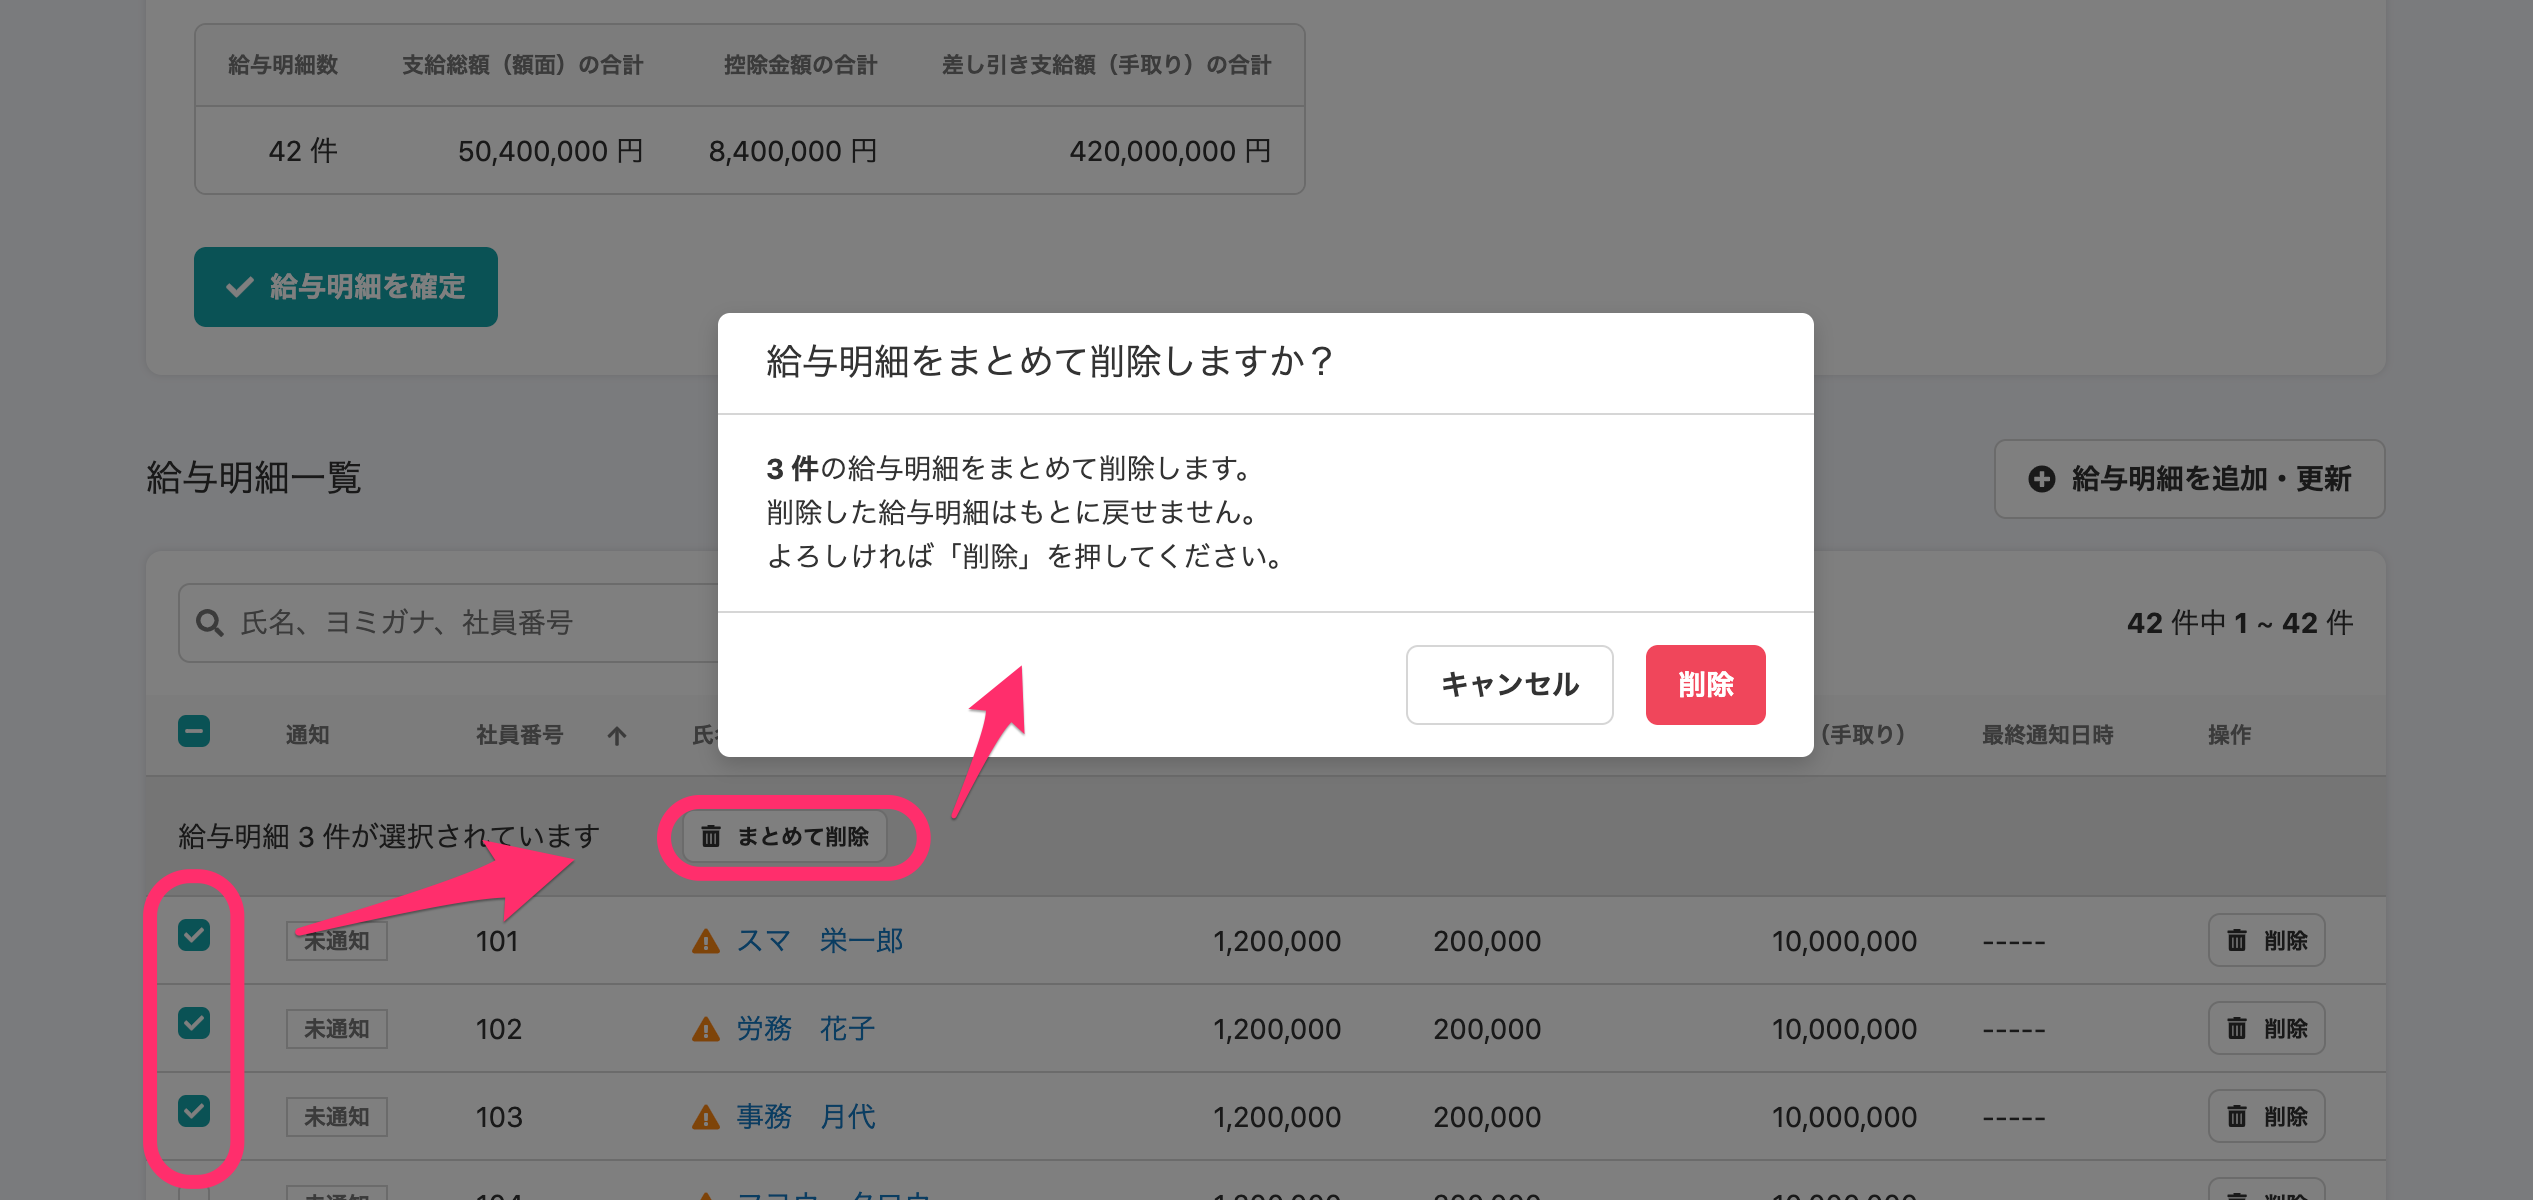 給与明細数 支給総額（額面）の合計 控除金額の合計 差し引き支給額（手取り）の合計
42 件 50,400,000 円 8,400,000 円 420,000,000 円
給与明細を確定
給与明細をまとめて削除しますか？
3 件の給与明細をまとめて削除します。
削除した給与明細はもとに戻せません。
よろしければ「削除」を押してください。
キャンセル 削除
給与明細一覧
給与明細を追加・更新
氏名、ヨミガナ、社員番号
42 件中 1 ~ 42 件
通知 社員番号 （手取り） 最終通知日時 操作
給与明細 3 件が選択されています まとめて削除
未通知 101 スマ　栄一郎 1,200,000 200,000 10,000,000 ----- 削除
未通知 102 労務　花子 1,200,000 200,000 10,000,000 ----- 削除
未通知 103 事務　月代 1,200,000 200,000 10,000,000 ----- 削除